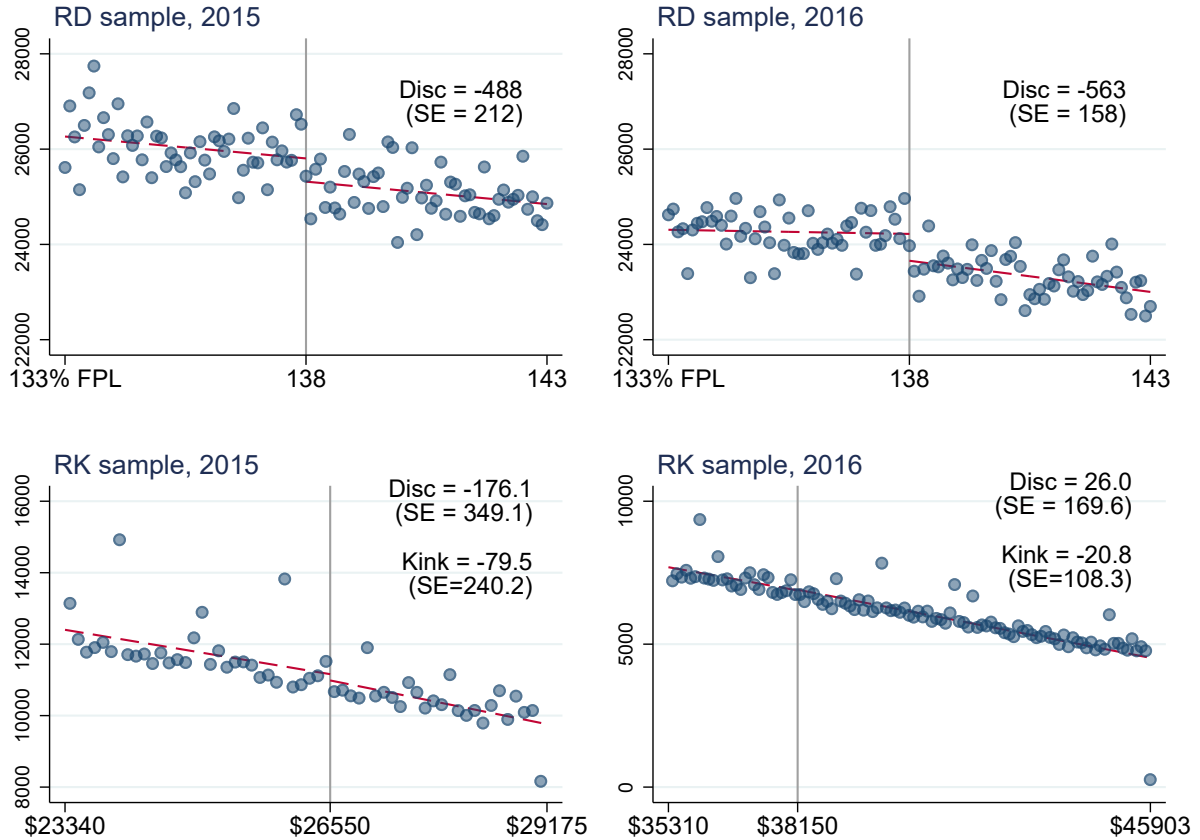 RD sample, 2015
28000
26000
24000
22000
Disc = -488
(SE = 212)
133% FPL
138
143
RD sample, 2016
28000
26000
24000
22000
Disc = -563
(SE = 158)
133% FPL
138
143
RK sample, 2015
16000
14000
12000
10000
8000
Disc = -176.1
(SE = 349.1)
Kink = -79.5
(SE=240.2)
$23340
$26550
$29175
RK sample, 2016
10000
5000
0
Disc = 26.0
(SE = 169.6)
Kink = -20.8
(SE=108.3)
$35310
$38150
$45903